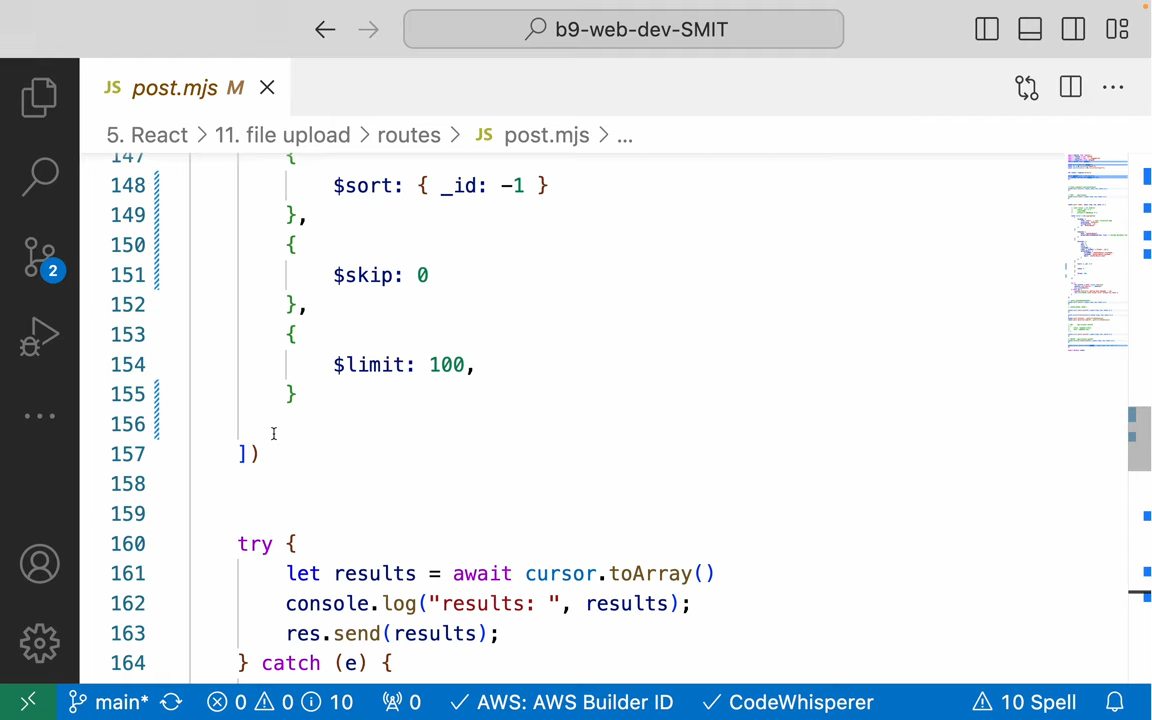 b9-web-dev-SMIT
JS post.mjs M
5. React > 11. file upload > routes > JS post.mjs > ...
147 {
148 $sort: { _id: -1 }
149 },
150 {
151 $skip: 0
152 },
153 {
154 $limit: 100,
155 }
156
157 ])
158
159
160 try {
161 let results = await cursor.toArray()
162 console.log("results: ", results);
163 res.send(results);
164 } catch (e) {
2
main* 0 0 10 0 AWS: AWS Builder ID CodeWhisperer 10 Spell